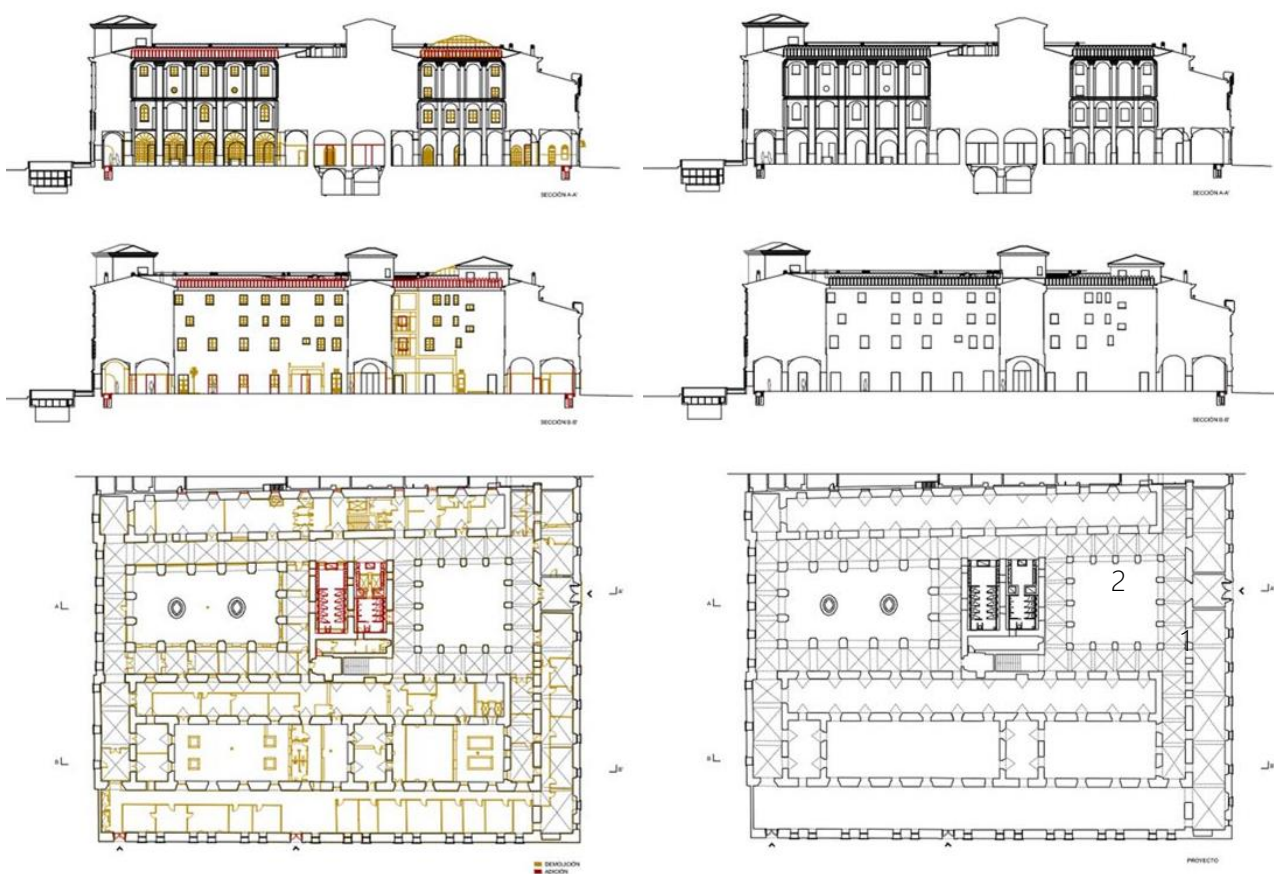 SECCIÓN A-A'
SECCIÓN A-A'
SECCIÓN B-B'
SECCIÓN B-B'
2
A
A'
A
A'
1
B
B'
B
B'
DEMOLICIÓN
ADICIÓN
PROYECTO